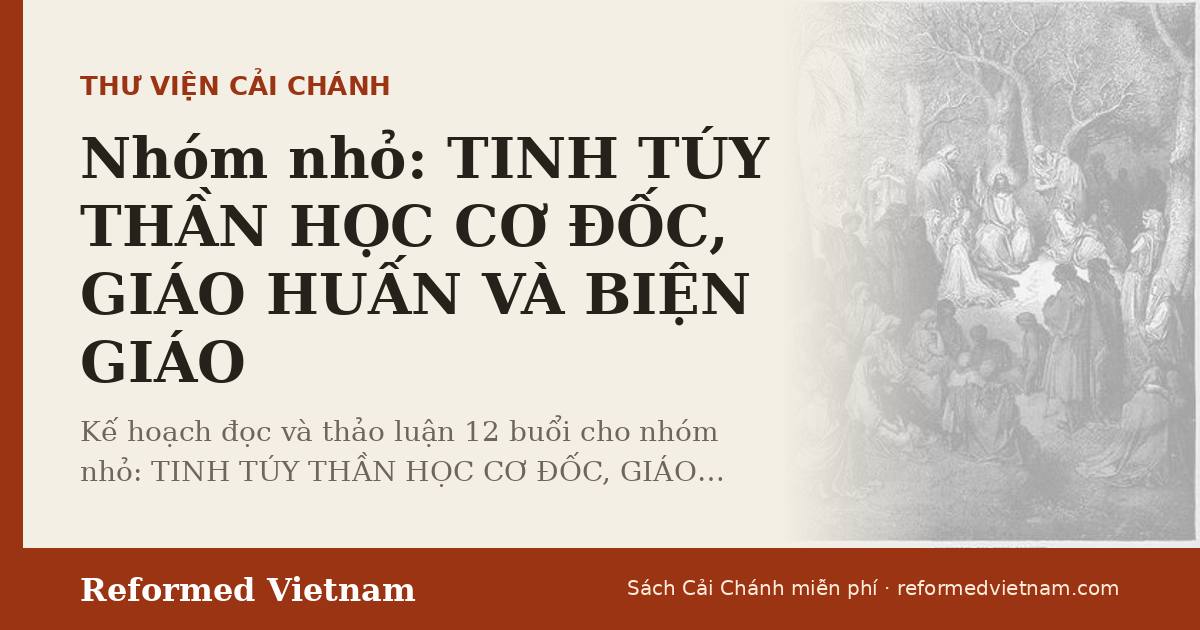 THƯ VIỆN CẢI CHÁNH
Nhóm nhỏ: TINH TÚY
THẦN HỌC CƠ ĐỐC,
GIÁO HUẤN VÀ BIỆN
GIÁO
Kế hoạch đọc và thảo luận 12 buổi cho nhóm
nhỏ: TINH TÚY THẦN HỌC CƠ ĐỐC, GIÁO...
Reformed Vietnam
Sách Cải Chánh miễn phí · reformedvietnam.com